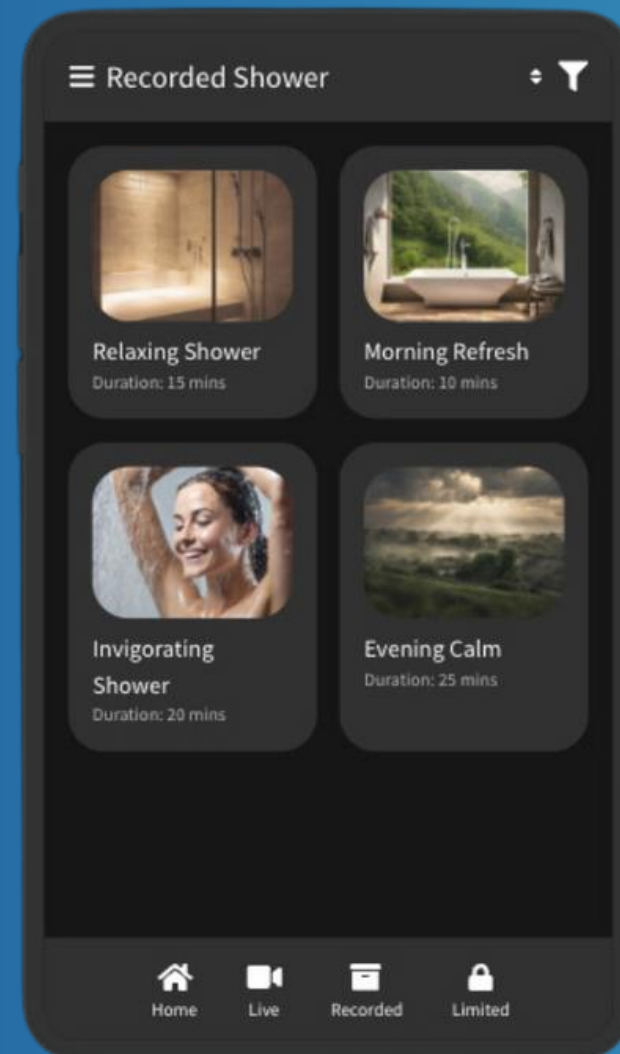 Recorded Shower
Relaxing Shower
Duration: 15 mins
Morning Refresh
Duration: 10 mins
Invigorating
Shower
Duration: 20 mins
Evening Calm
Duration: 25 mins
Home
Live
Recorded
Limited